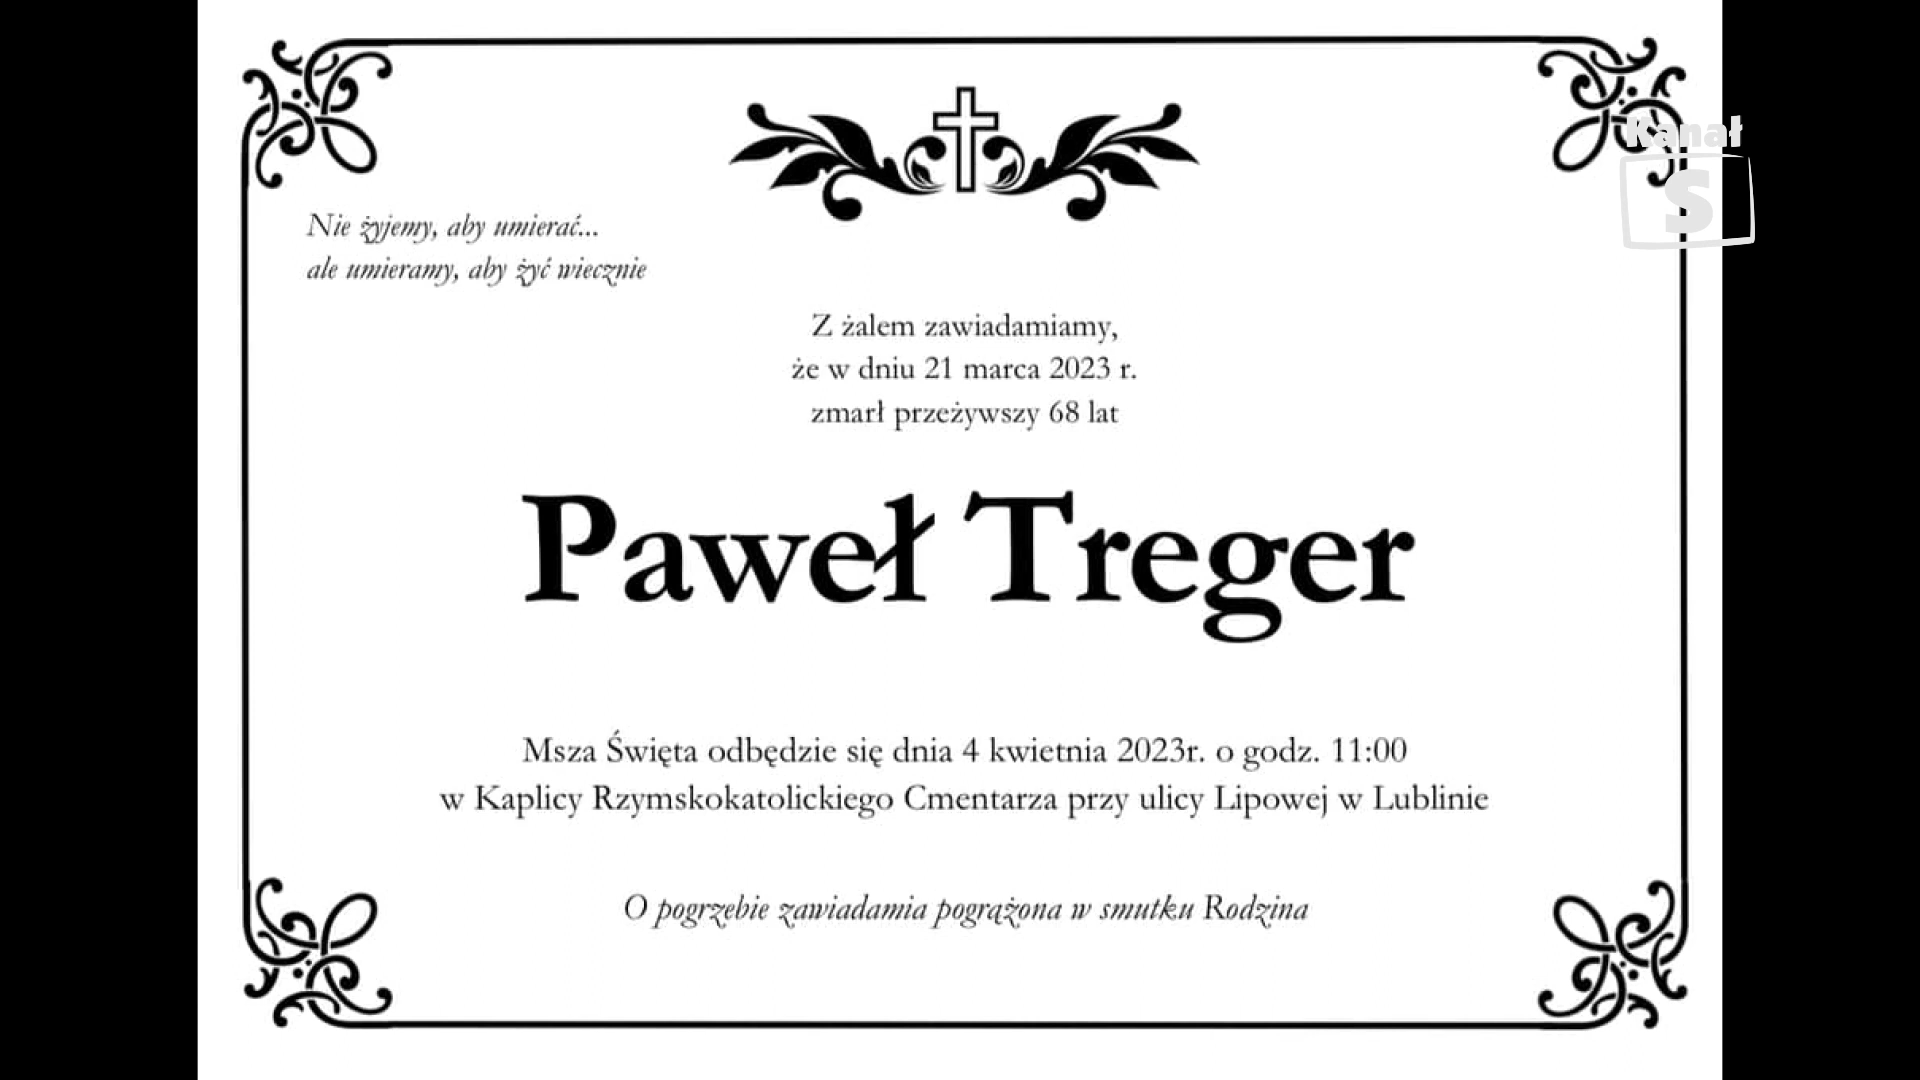 Kanał
S
Nie żyjemy, aby umierać...
ale umieramy, aby żyć wiecznie
Z żalem zawiadamiamy,
że w dniu 21 marca 2023 r.
zmarł przeżywszy 68 lat
Paweł Treger
Msza Święta odbędzie się dnia 4 kwietnia 2023r. o godz. 11:00
w Kaplicy Rzymskokatolickiego Cmentarza przy ulicy Lipowej w Lublinie
O pogrzebie zawiadamia pogrążona w smutku Rodzina